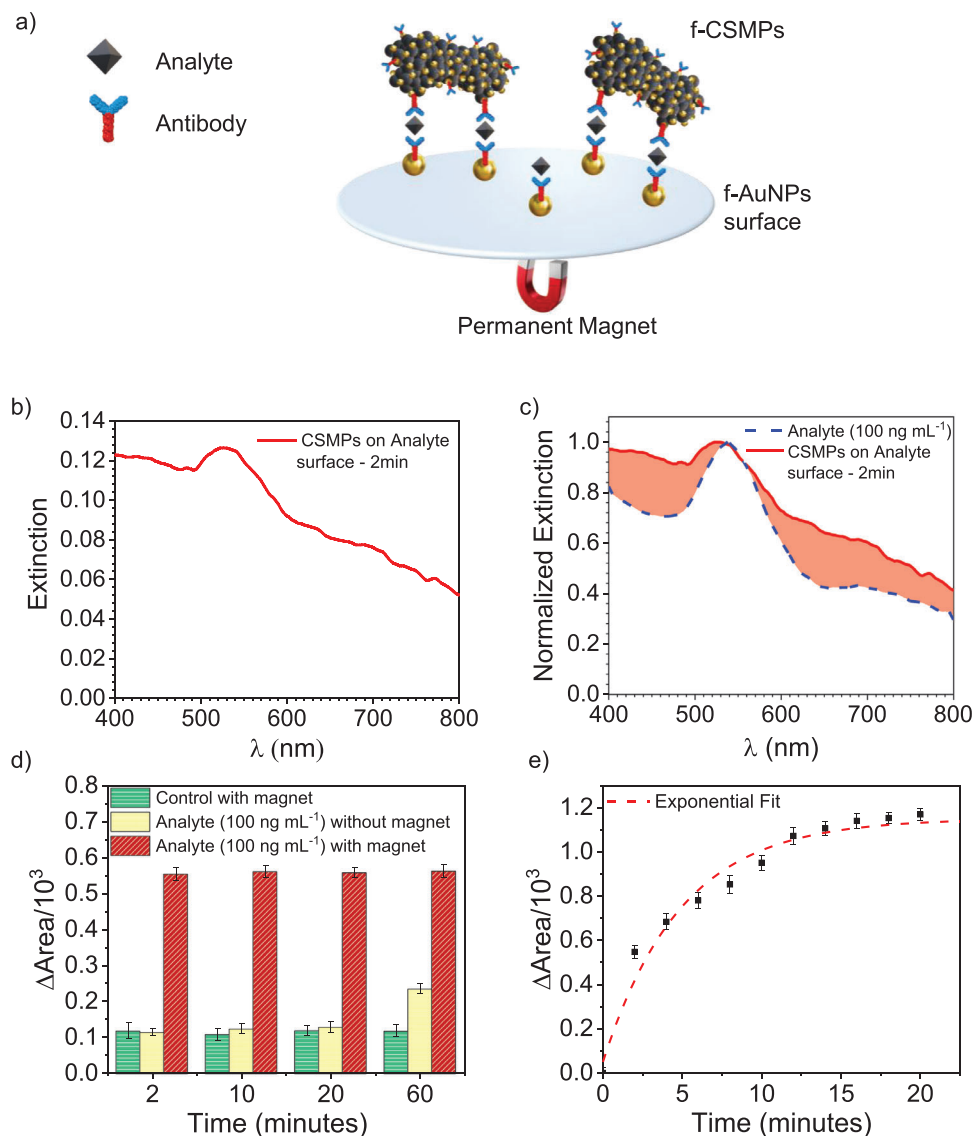 a)
Analyte
Antibody
f-CSMPs
f-AuNPs
surface
Permanent Magnet
b)
0.14
0.12
0.10
0.08
0.06
0.04
0.02
0.00
Extinction
CSMPs on Analyte
surface - 2min
400
500
600
700
800
λ (nm)
c)
1.0
0.8
0.6
0.4
0.2
0.0
Normalized Extinction
Analyte (100 ng mL⁻¹)
CSMPs on Analyte
surface - 2min
400
500
600
700
800
λ (nm)
d)
0.8
0.7
0.6
0.5
0.4
0.3
0.2
0.1
0.0
ΔArea/10³
Control with magnet
Analyte (100 ng mL⁻¹) without magnet
Analyte (100 ng mL⁻¹) with magnet
2
10
20
60
Time (minutes)
e)
1.2
1.0
0.8
0.6
0.4
0.2
0.0
ΔArea/10³
Exponential Fit
0
5
10
15
20
Time (minutes)